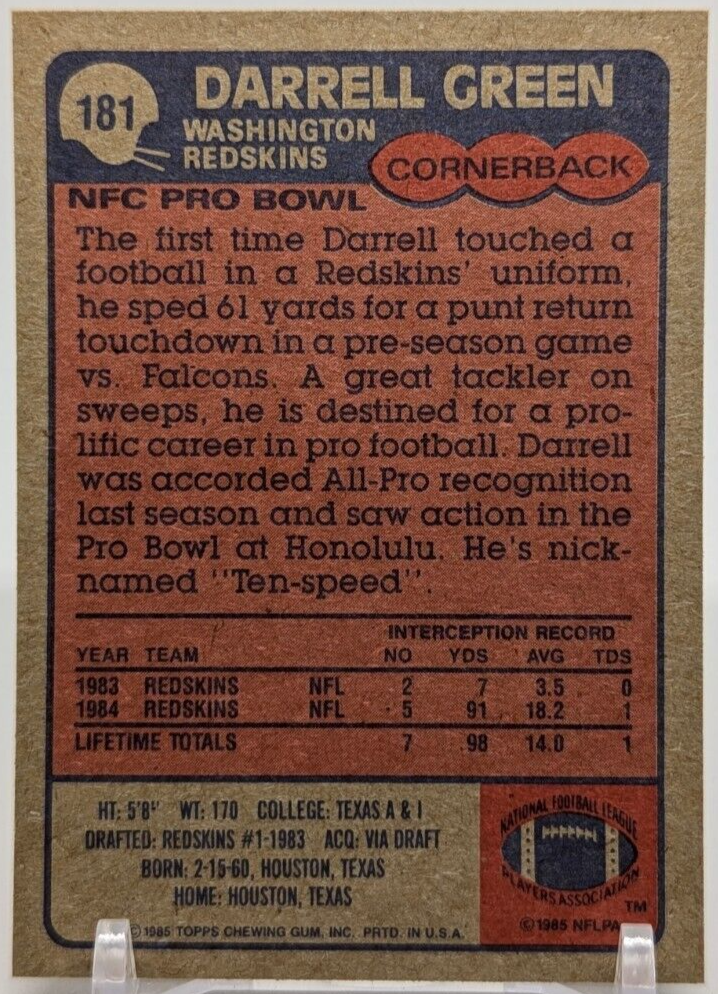 181
DARRELL GREEN
WASHINGTON
REDSKINS
CORNERBACK
NFC PRO BOWL
The first time Darrell touched a
football in a Redskins' uniform,
he sped 61 yards for a punt return
touchdown in a pre-season game
vs. Falcons. A great tackler on
sweeps, he is destined for a pro-
lific career in pro football. Darrell
was accorded All-Pro recognition
last season and saw action in the
Pro Bowl at Honolulu. He's nick-
named "Ten-speed".
INTERCEPTION RECORD
YEAR TEAM NO YDS AVG TDS
1983 REDSKINS NFL 2 7 3.5 0
1984 REDSKINS NFL 5 91 18.2 1
LIFETIME TOTALS 7 98 14.0 1
HT: 5'8" WT: 170 COLLEGE: TEXAS A & I
DRAFTED: REDSKINS #1-1983 ACQ: VIA DRAFT
BORN: 2-15-60, HOUSTON, TEXAS
HOME: HOUSTON, TEXAS
© 1985 TOPPS CHEWING GUM, INC. PRTD. IN U.S.A.
NATIONAL FOOTBALL LEAGUE
PLAYERS ASSOCIATION
TM
© 1985 NFLPA